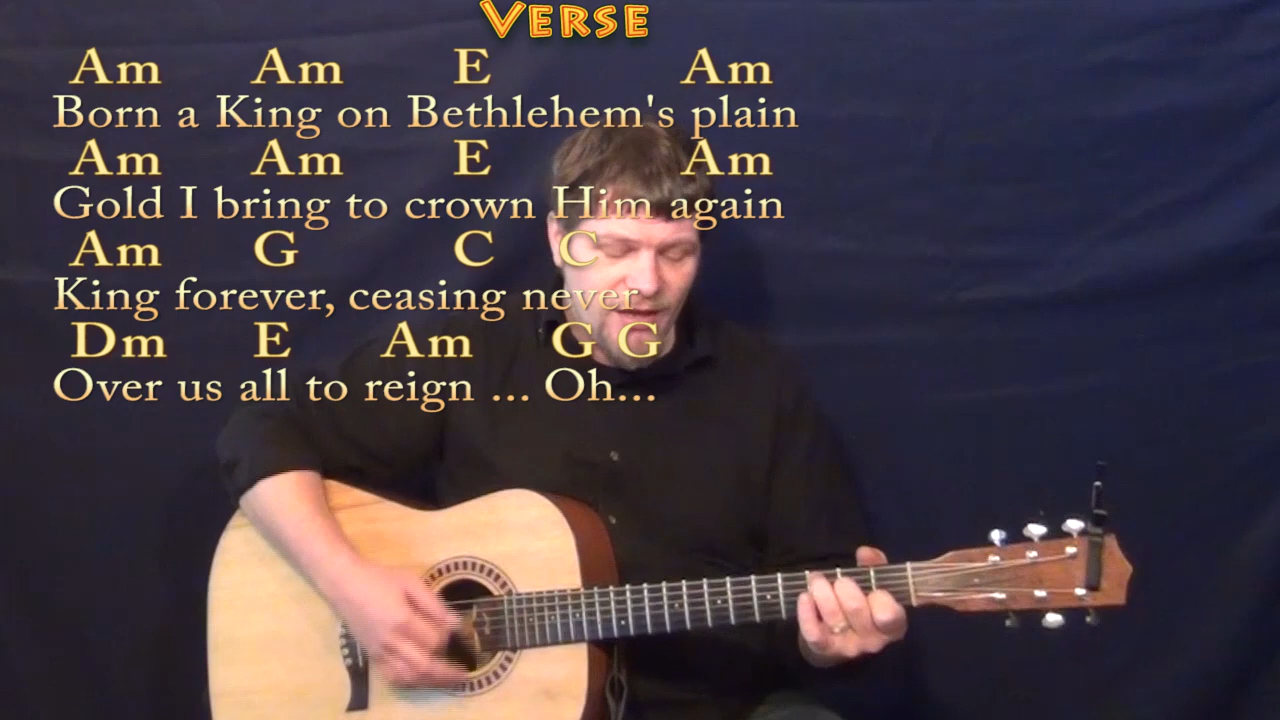 VERSE
Am Am E Am
Born a King on Bethlehem's plain
Am Am E Am
Gold I bring to crown Him again
Am G C C
King forever, ceasing never
Dm E Am G G
Over us all to reign ... Oh...